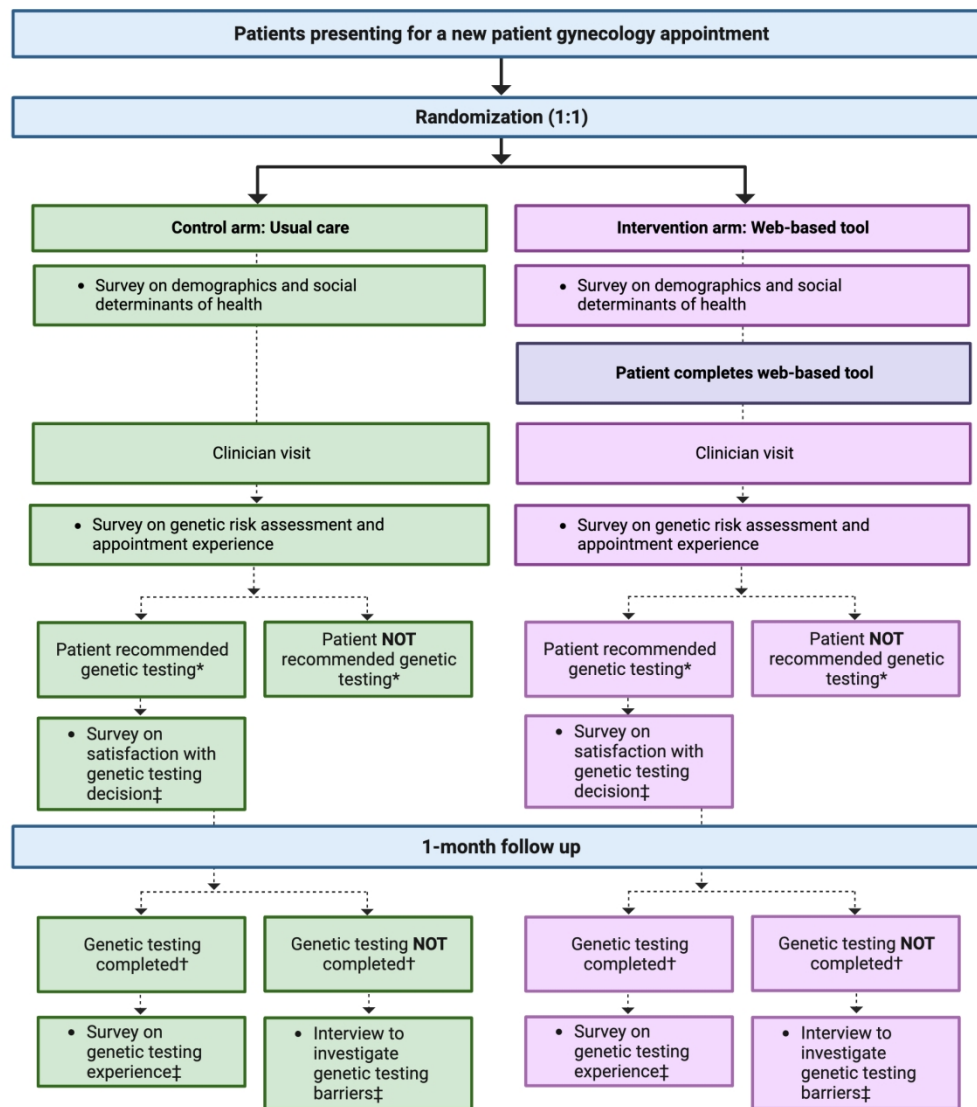 Patients presenting for a new patient gynecology appointment
Randomization (1:1)
Control arm: Usual care
Intervention arm: Web-based tool
• Survey on demographics and social
determinants of health
• Survey on demographics and social
determinants of health
Patient completes web-based tool
Clinician visit
Clinician visit
• Survey on genetic risk assessment and
appointment experience
• Survey on genetic risk assessment and
appointment experience
Patient recommended
genetic testing*
Patient NOT
recommended genetic
testing*
Patient recommended
genetic testing*
Patient NOT
recommended genetic
testing*
• Survey on
satisfaction with
genetic testing
decision‡
• Survey on
satisfaction with
genetic testing
decision‡
1-month follow up
Genetic testing
completed†
Genetic testing NOT
completed†
Genetic testing
completed†
Genetic testing NOT
completed†
• Survey on
genetic testing
experience‡
• Interview to
investigate
genetic testing
barriers‡
• Survey on
genetic testing
experience‡
• Interview to
investigate
genetic testing
barriers‡